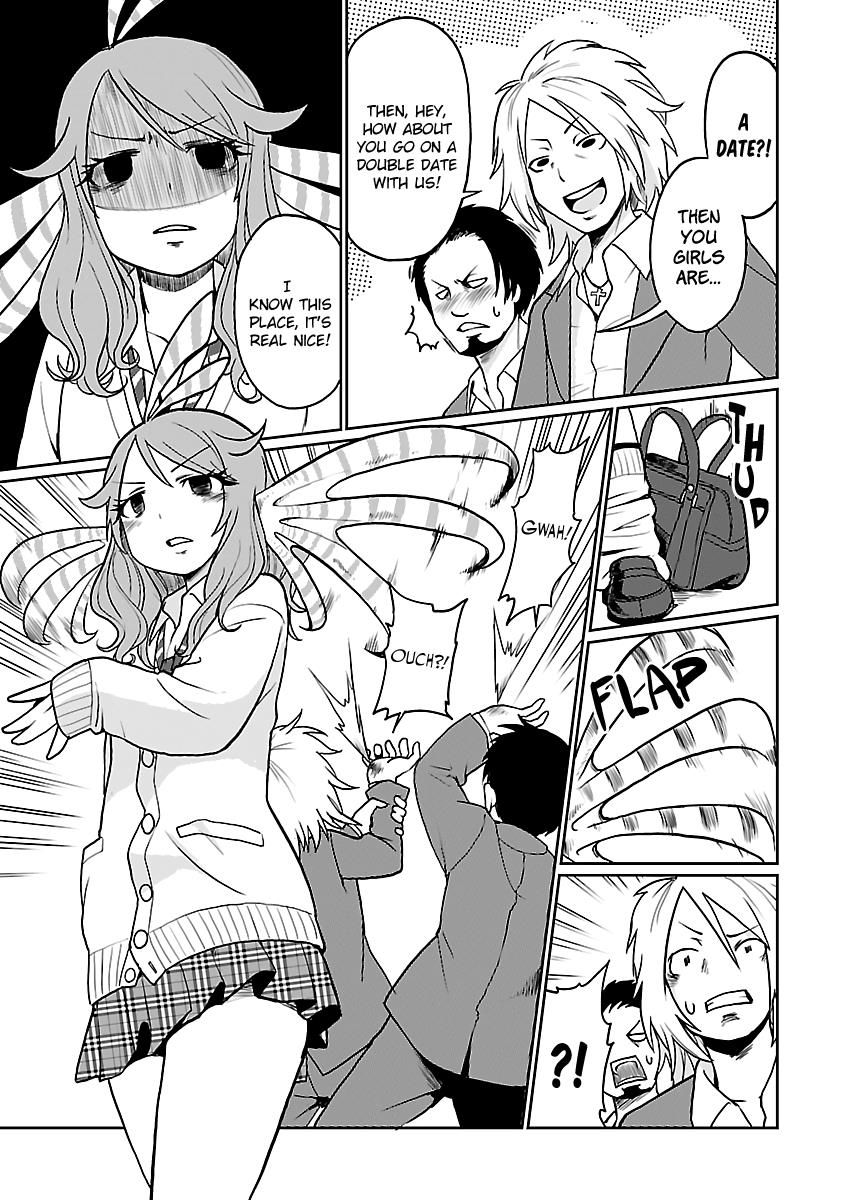 A
DATE?!
THEN
YOU
GIRLS
ARE...
THEN, HEY,
HOW ABOUT
YOU GO ON A
DOUBLE DATE
WITH US!
I
KNOW THIS
PLACE, IT'S
REAL NICE!
THUD
FLAP
?!
GWAH!
OUCH?!